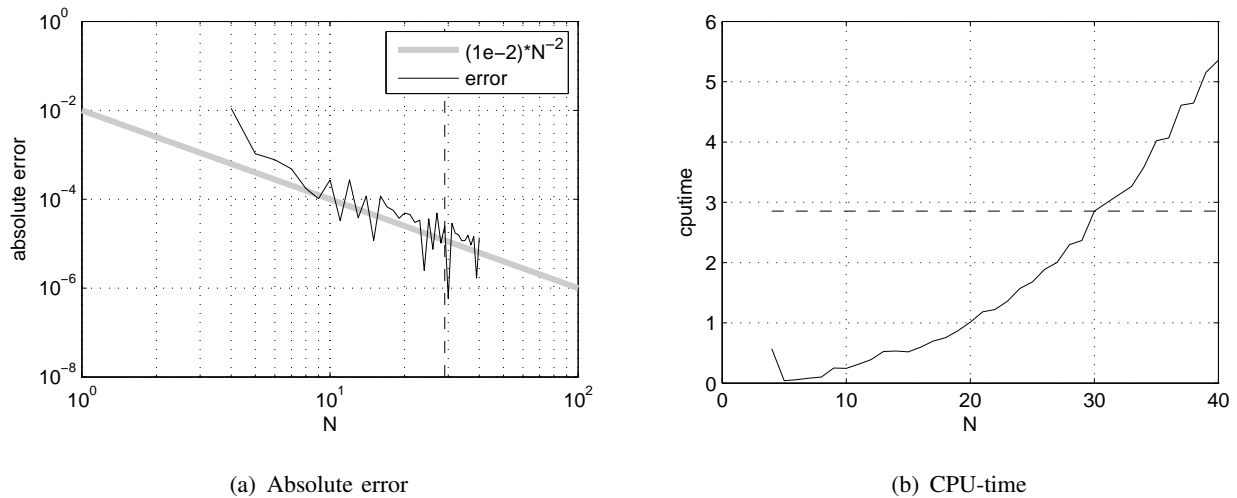 10^0
10^−2
10^−4
10^−6
10^−8
absolute error
(1e−2)*N^−2
error
10^0
10^1
10^2
N
(a) Absolute error
6
5
4
3
2
1
0
cputime
0
10
20
30
40
N
(b) CPU-time